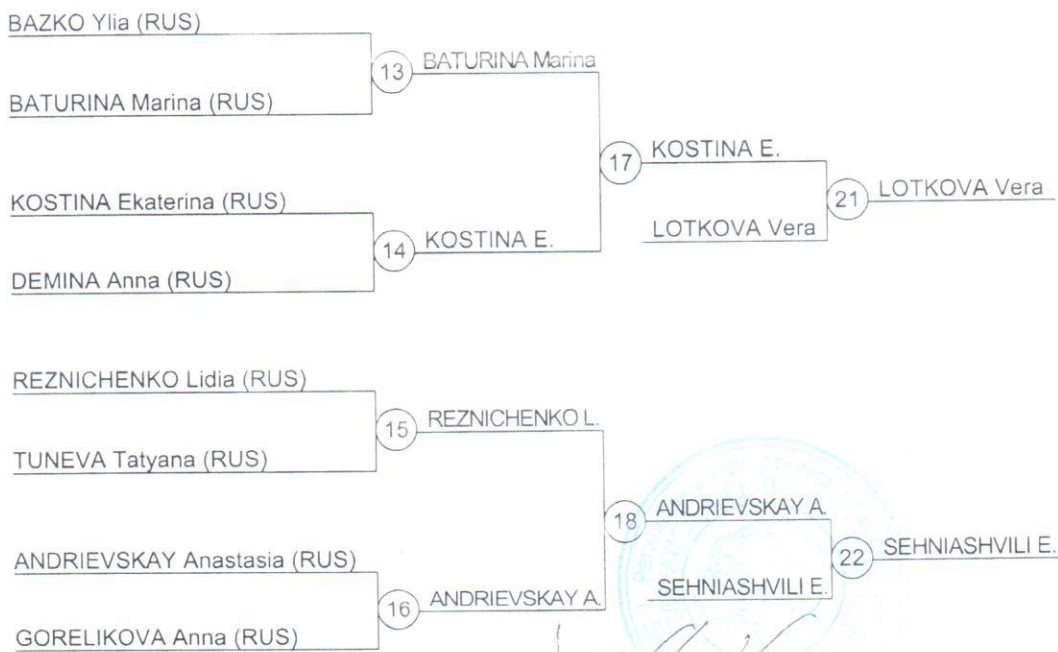 BAZKO Ylia (RUS)
13 BATURINA Marina
BATURINA Marina (RUS)
17 KOSTINA E.
KOSTINA Ekaterina (RUS)
21 LOTKOVA Vera
LOTKOVA Vera
14 KOSTINA E.
DEMINA Anna (RUS)
REZNICHENKO Lidia (RUS)
15 REZNICHENKO L.
TUNEVA Tatyana (RUS)
18 ANDRIEVSKAY A.
ANDRIEVSKAY Anastasia (RUS)
22 SEHNIASHVILI E.
SEHNIASHVILI E.
16 ANDRIEVSKAY A.
GORELIKOVA Anna (RUS)